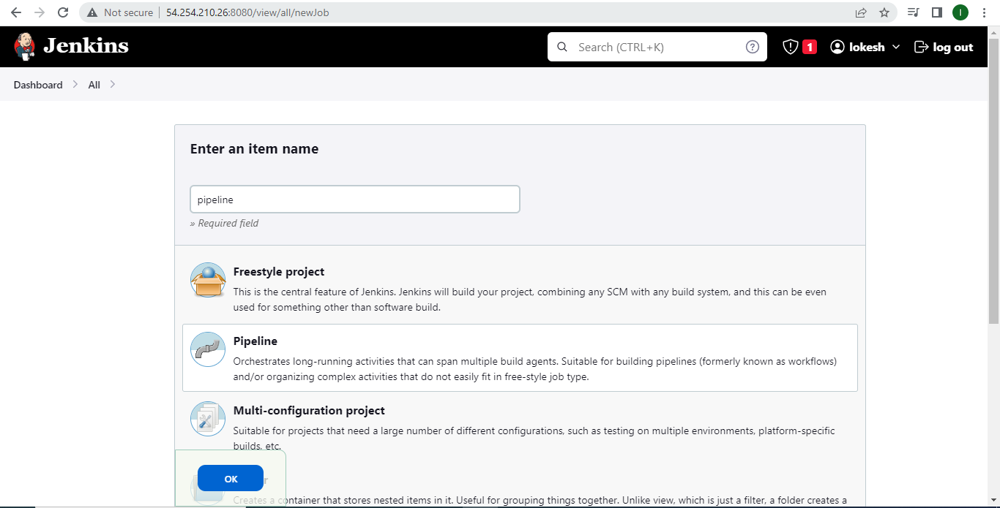 Not secure 54.254.210.26:8080/view/all/newJob I
Jenkins Search (CTRL+K) ? 1 lokesh log out
Dashboard All
Enter an item name
pipeline
» Required field
Freestyle project
This is the central feature of Jenkins. Jenkins will build your project, combining any SCM with any build system, and this can be even
used for something other than software build.
Pipeline
Orchestrates long-running activities that can span multiple build agents. Suitable for building pipelines (formerly known as workflows)
and/or organizing complex activities that do not easily fit in free-style job type.
Multi-configuration project
Suitable for projects that need a large number of different configurations, such as testing on multiple environments, platform-specific
builds, etc.
OK
Creates a container that stores nested items in it. Useful for grouping things together. Unlike view, which is just a filter, a folder creates a